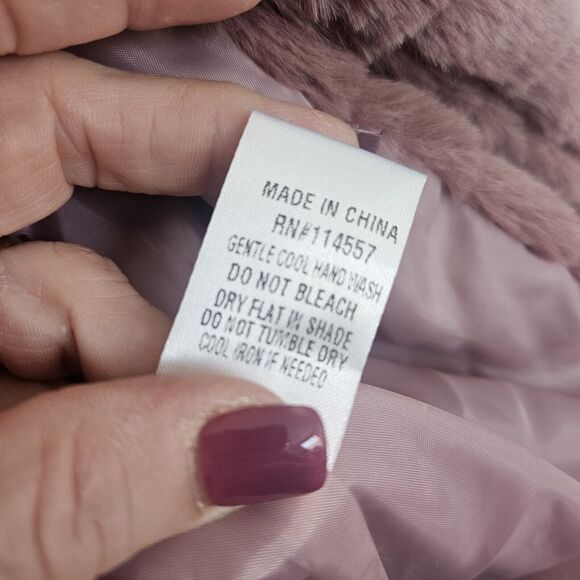 MADE IN CHINA
RN#114557
GENTLE COOL HAND WASH
DO NOT BLEACH
DRY FLAT IN SHADE
DO NOT TUMBLE DRY
COOL IRON IF NEEDED